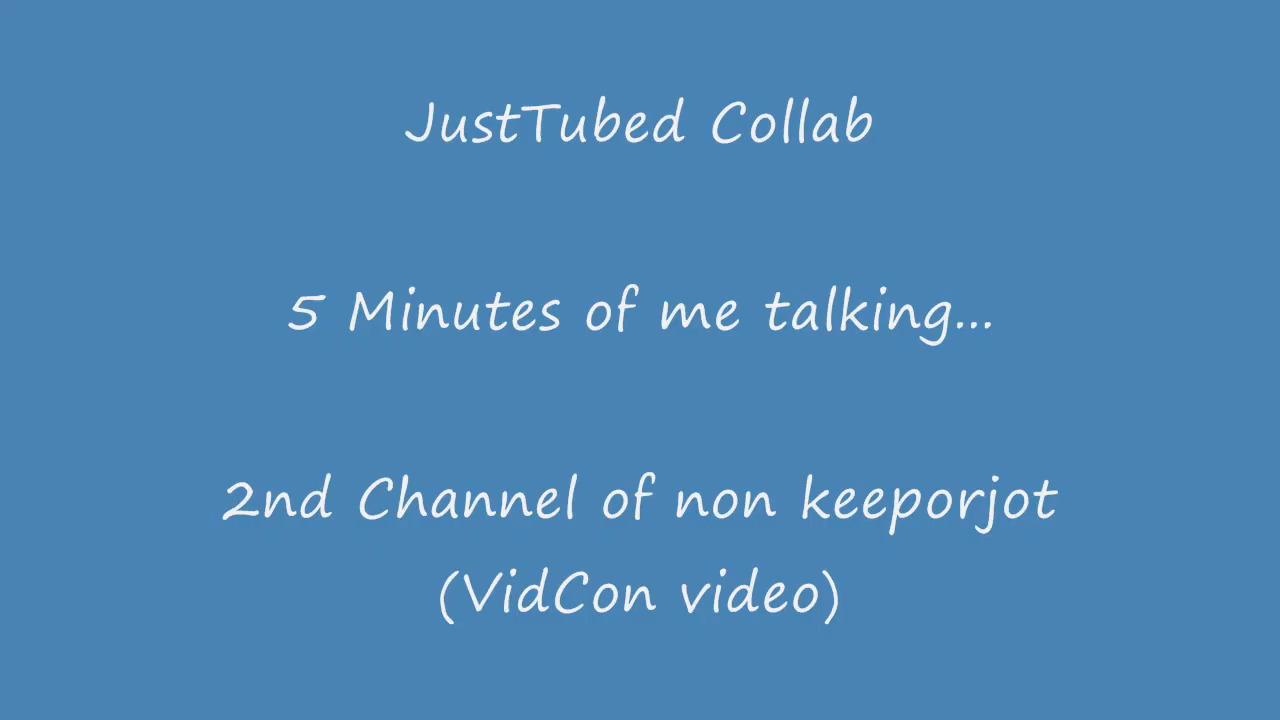 JustTubed Collab
5 Minutes of me talking...
2nd Channel of non keeporjot
(VidCon video)